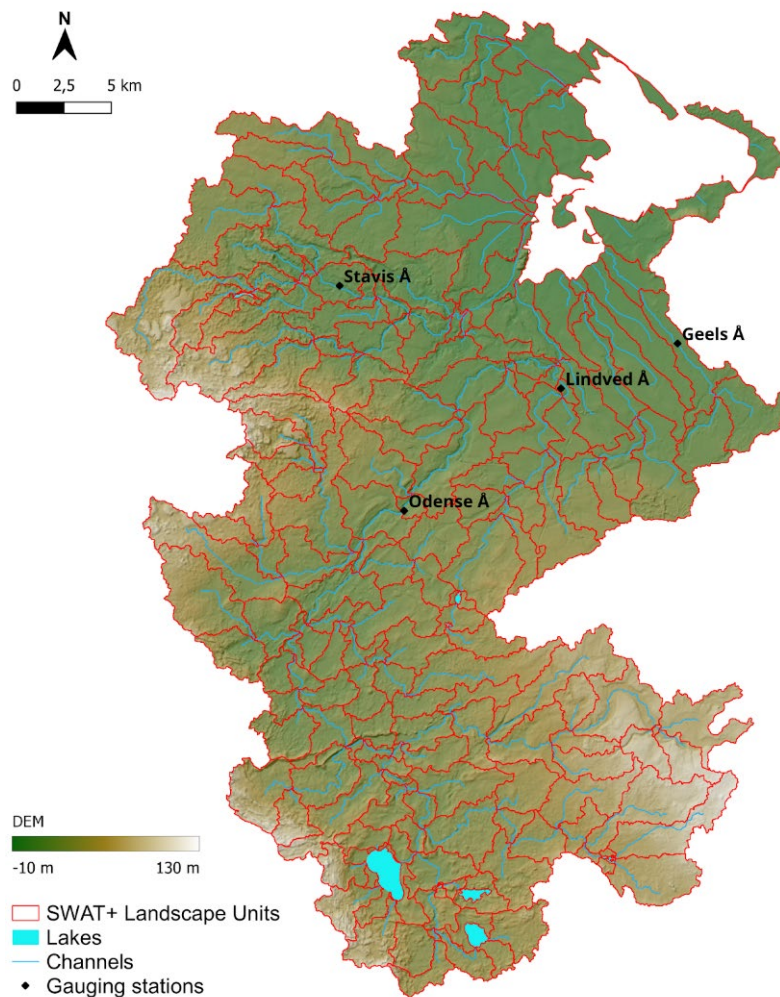 N
0 2,5 5 km
Stavis Å
Geels Å
Lindved Å
Odense Å
DEM
-10 m 130 m
SWAT+ Landscape Units
Lakes
Channels
Gauging stations